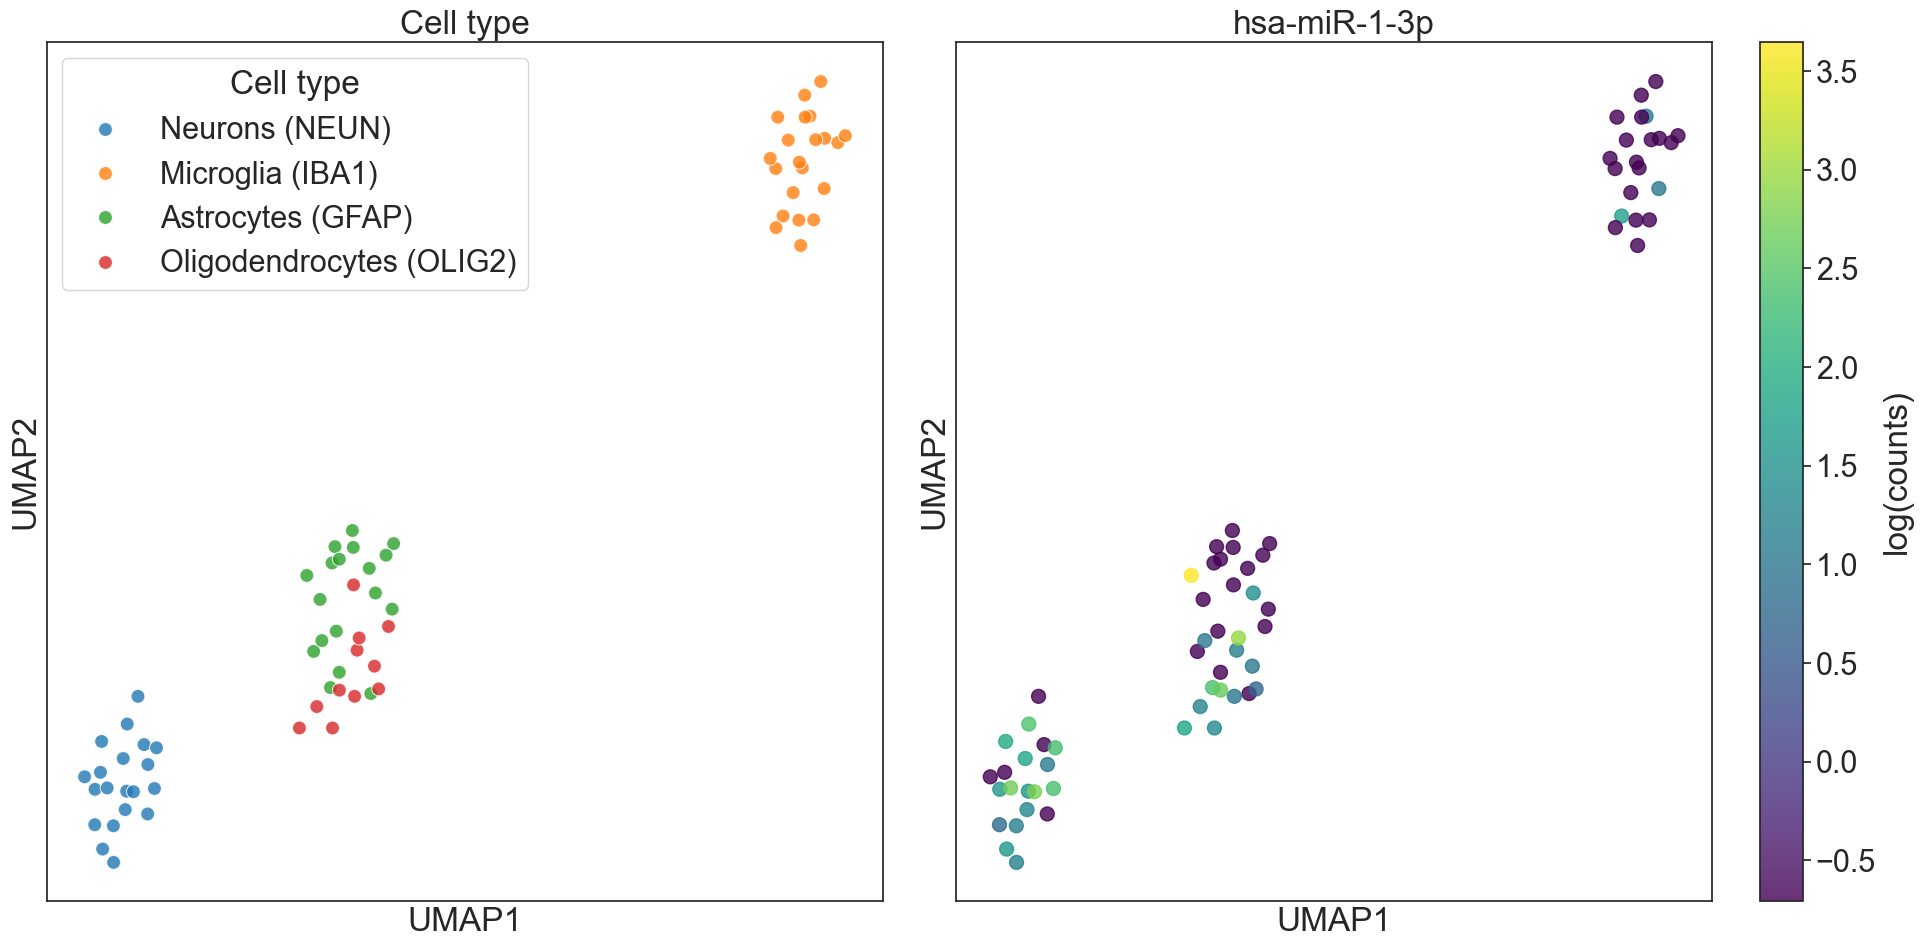 Cell type
Cell type
Neurons (NEUN)
Microglia (IBA1)
Astrocytes (GFAP)
Oligodendrocytes (OLIG2)
UMAP2
UMAP1
hsa-miR-1-3p
UMAP2
UMAP1
3.5
3.0
2.5
2.0
1.5
1.0
0.5
0.0
−0.5
log(counts)